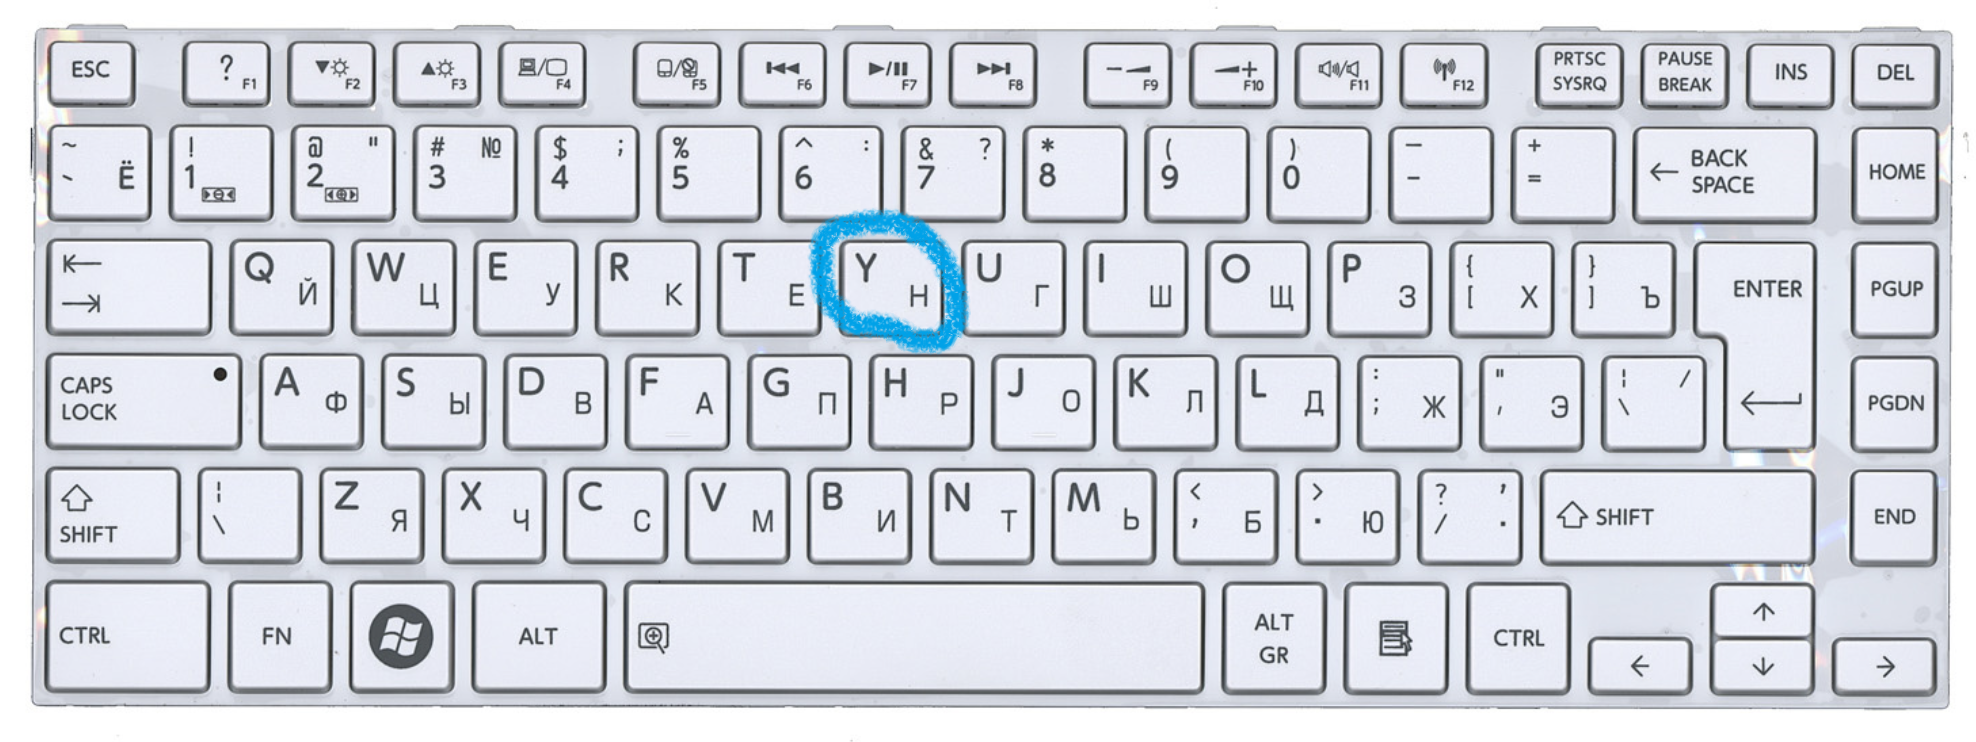 ESC ? F1 F2 F3 F4 F5 F6 F7 F8 F9 F10 F11 F12 PRTSC SYSRQ PAUSE BREAK INS DEL
~ ` Ё ! 1 @ " 2 # № 3 $ ; 4 % 5 ^ : 6 & ? 7 * 8 ( 9 ) 0 _ - + = ← BACK SPACE HOME
Q Й W Ц E У R К T Е Y Н U Г I Ш O Щ P З { [ Х } ] Ъ ENTER PGUP
CAPS LOCK A Ф S Ы D В F А G П H Р J О K Л L Д : ; Ж " ' Э ¦ / \ PGDN
SHIFT ¦ \ Z Я X Ч C С V М B И N Т M Ь < , Б > . Ю ? , / . SHIFT END
CTRL FN ALT ALT GR CTRL ← ↑ ↓ →